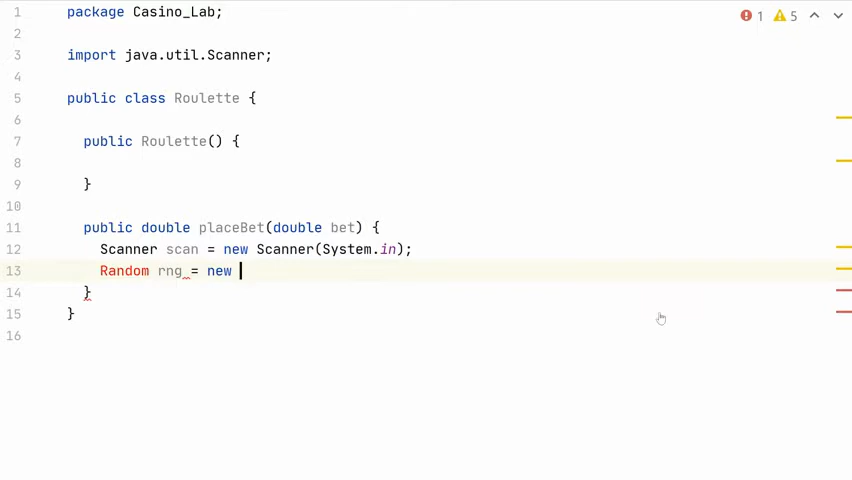 1 package Casino_Lab;
1 5
2
3 import java.util.Scanner;
4
5 public class Roulette {
6
7 public Roulette() {
8
9 }
10
11 public double placeBet(double bet) {
12 Scanner scan = new Scanner(System.in);
13 Random rng = new
14 }
15 }
16